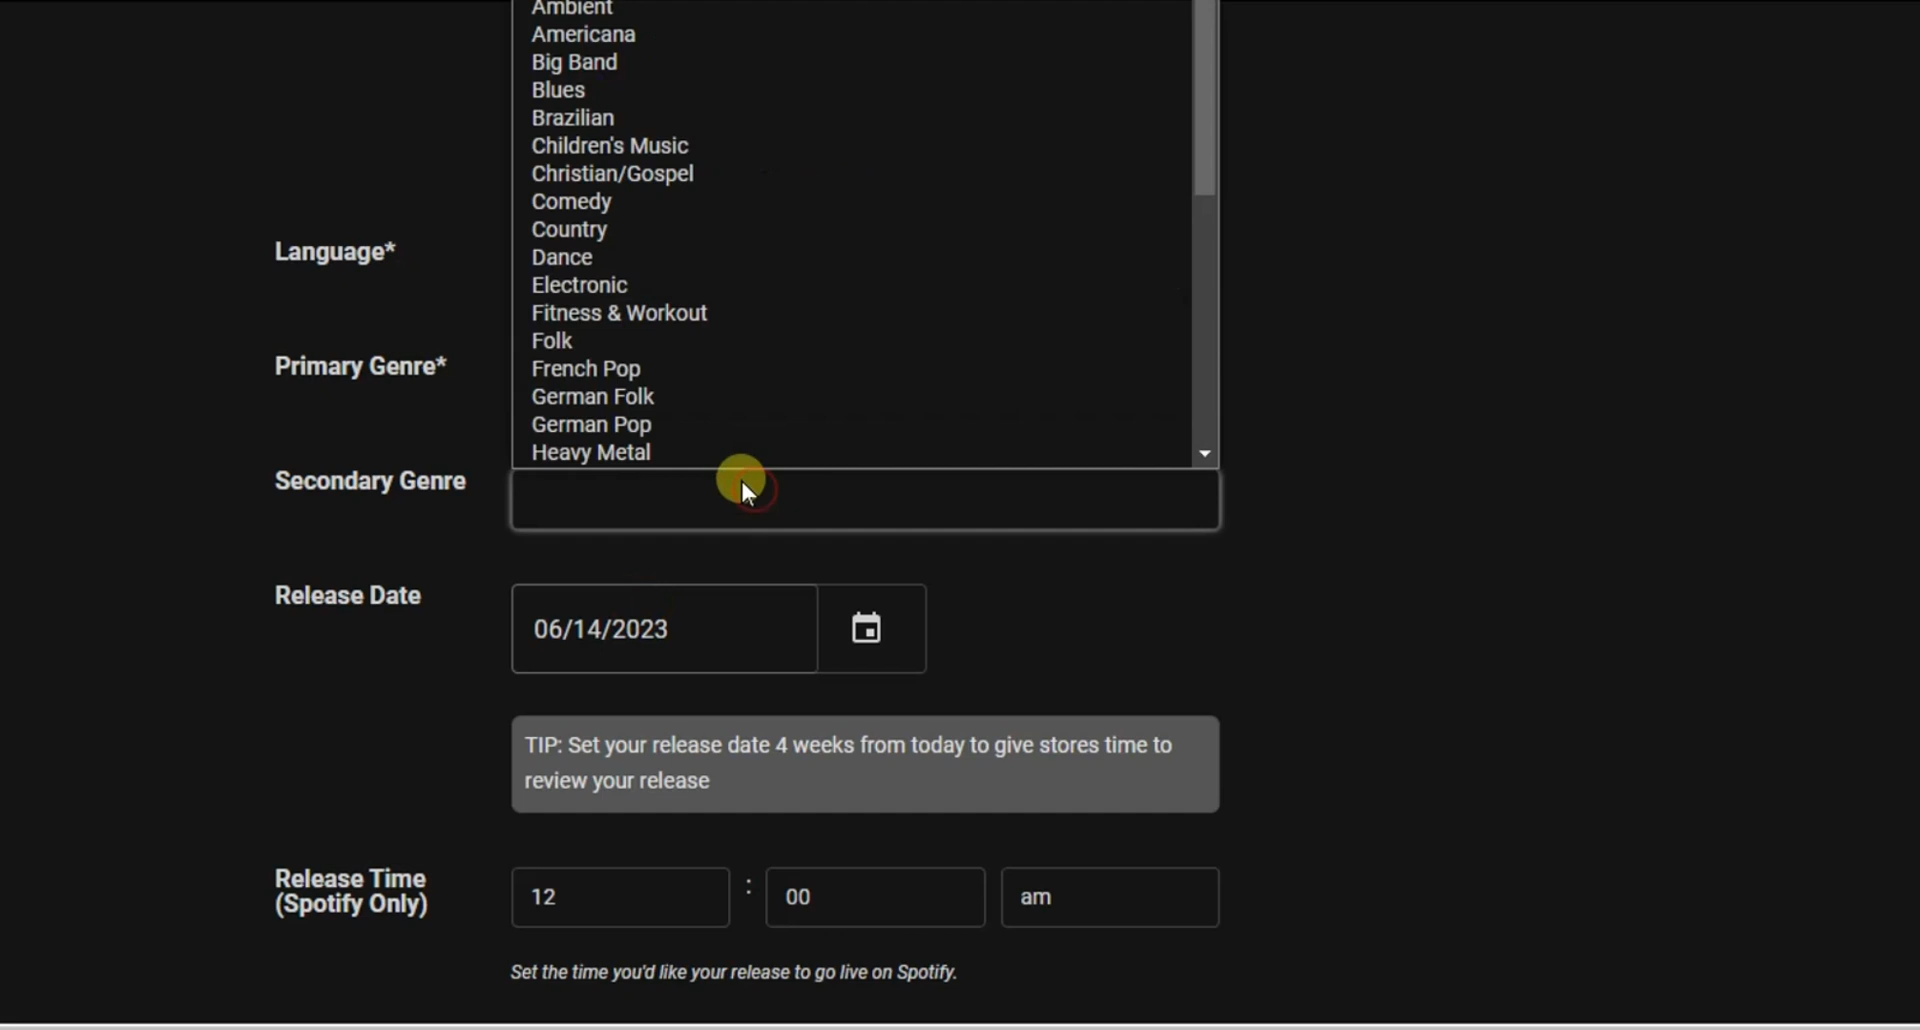 Ambient
Americana
Big Band
Blues
Brazilian
Children's Music
Christian/Gospel
Comedy
Country
Dance
Electronic
Fitness & Workout
Folk
French Pop
German Folk
German Pop
Heavy Metal
Language*
Primary Genre*
Secondary Genre
Release Date
06/14/2023
TIP: Set your release date 4 weeks from today to give stores time to
review your release
Release Time
(Spotify Only)
12 : 00 am
Set the time you'd like your release to go live on Spotify.